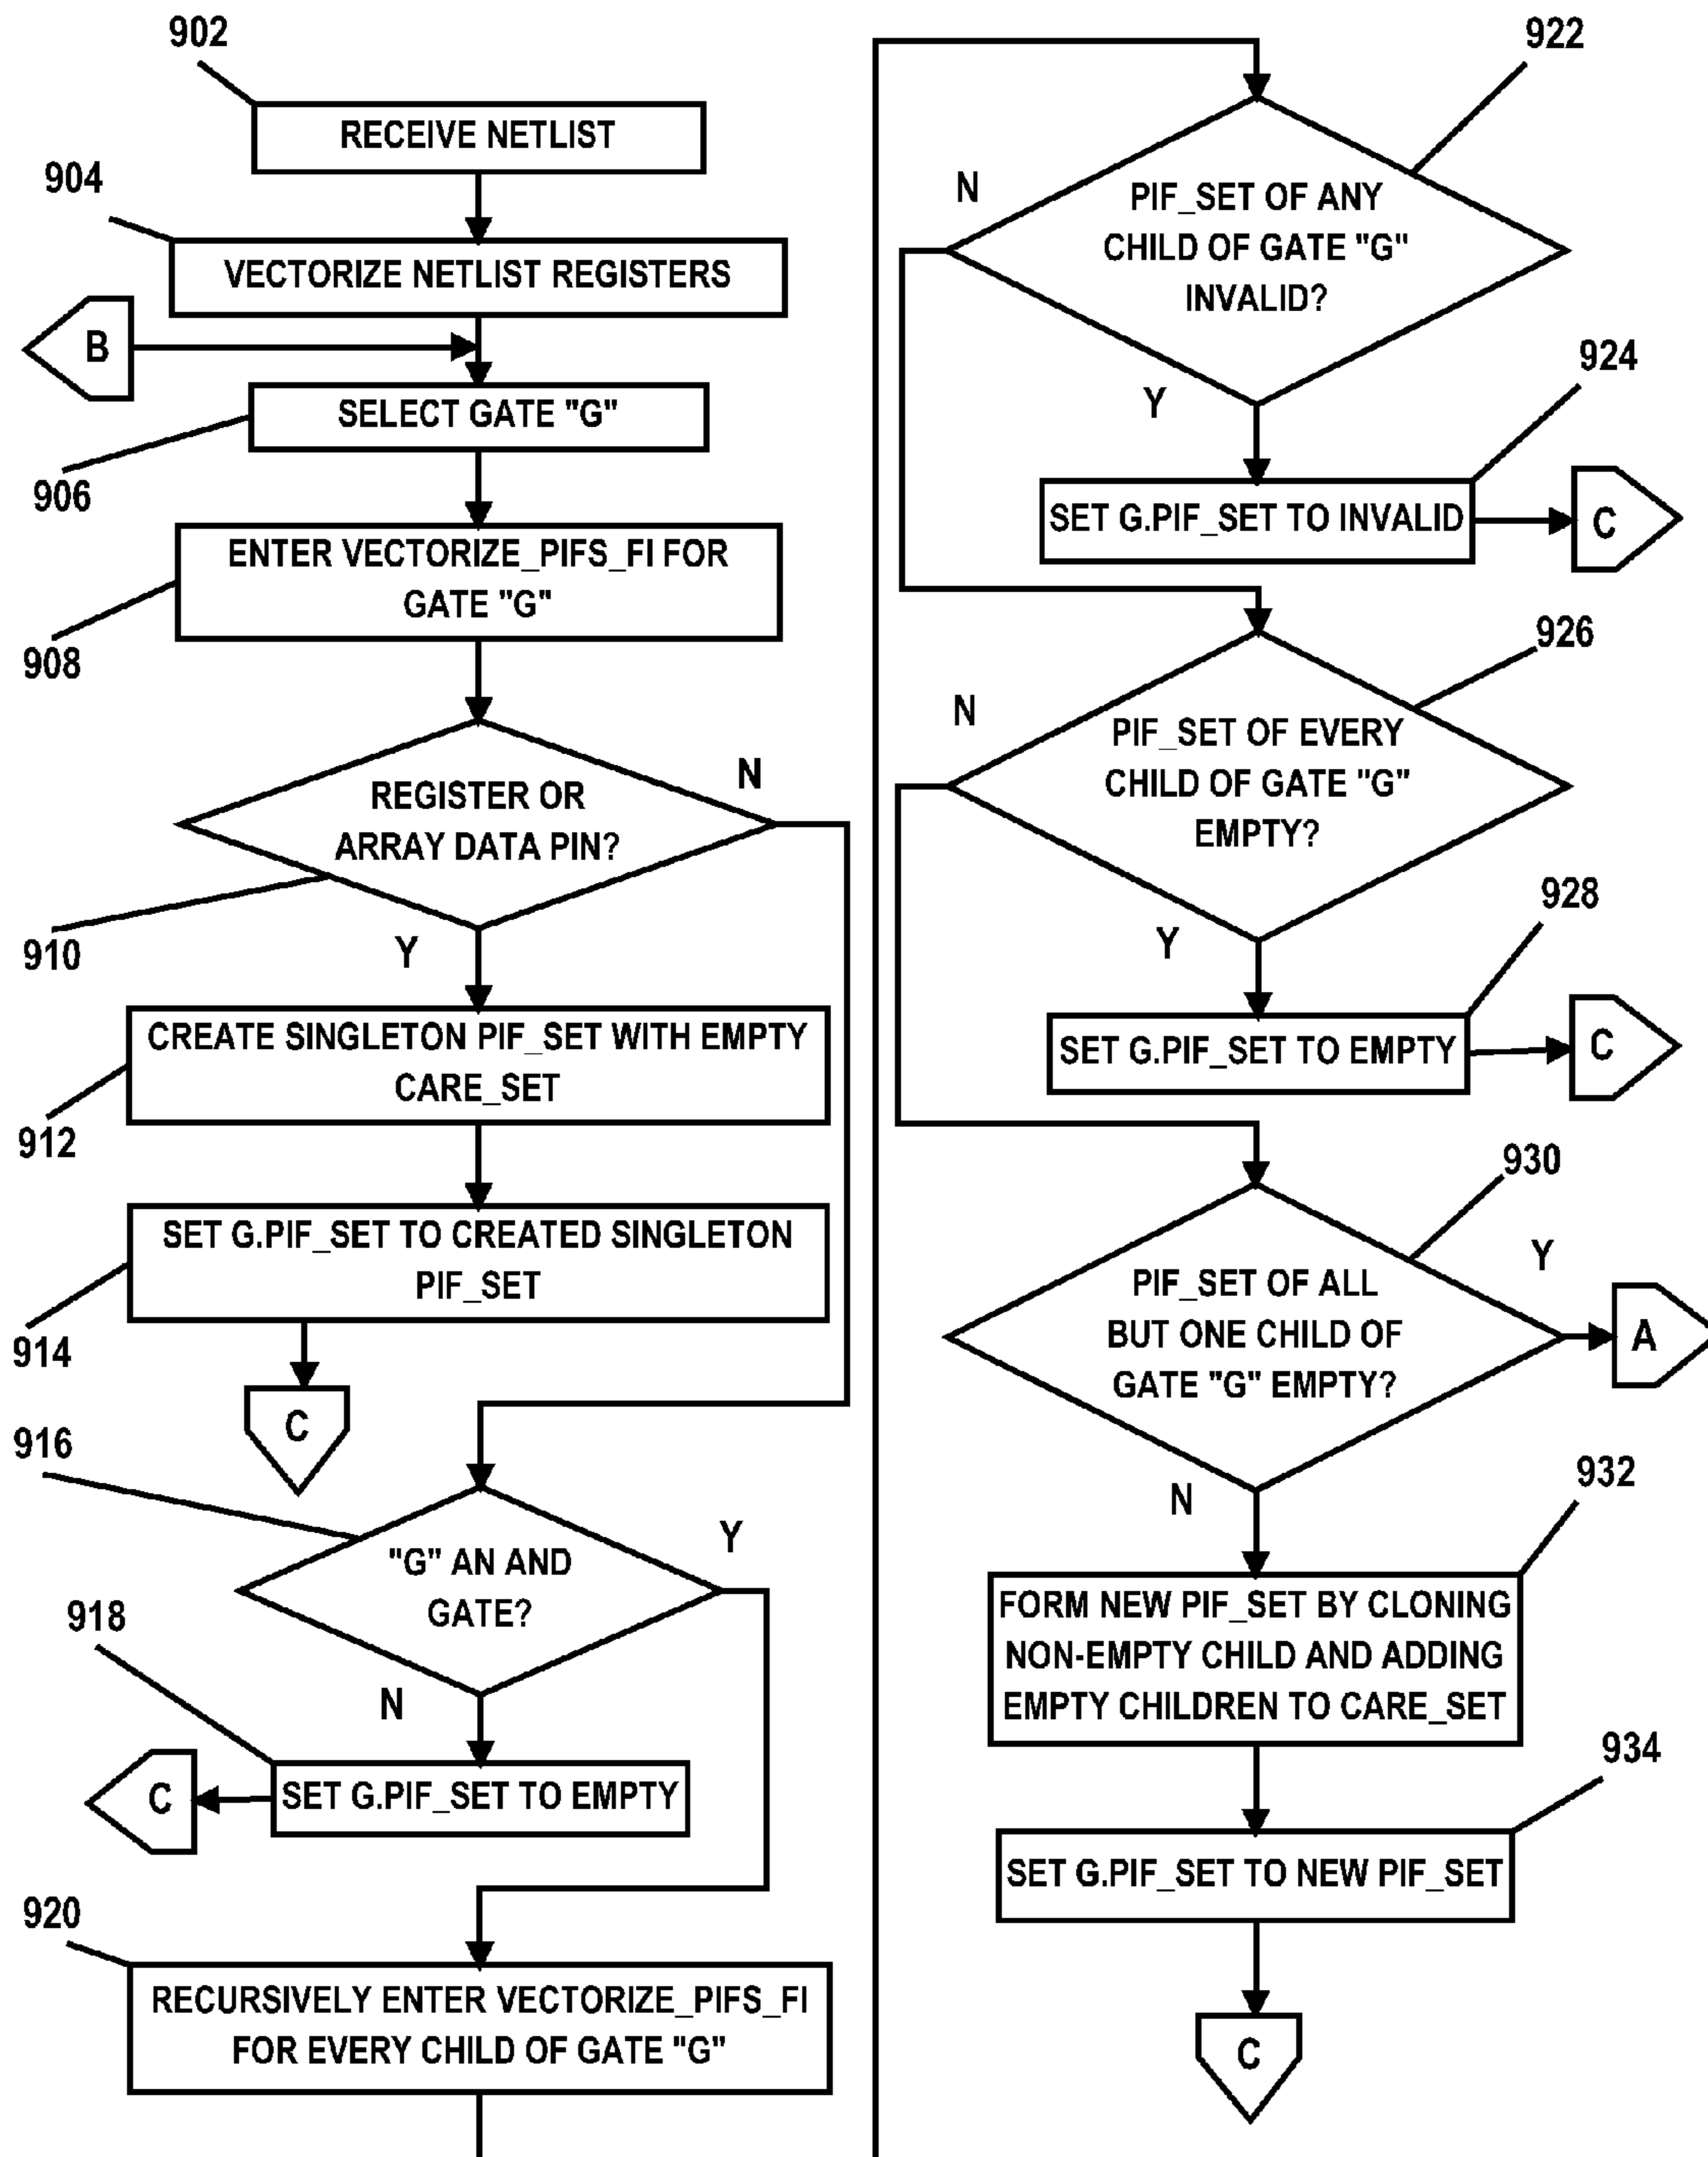 902
RECEIVE NETLIST
904
VECTORIZE NETLIST REGISTERS
B
SELECT GATE "G"
906
ENTER VECTORIZE_PIFS_FI FOR
GATE "G"
908
REGISTER OR
ARRAY DATA PIN?
N
910
Y
CREATE SINGLETON PIF_SET WITH EMPTY
CARE_SET
912
SET G.PIF_SET TO CREATED SINGLETON
PIF_SET
914
C
916
"G" AN AND
GATE?
Y
918
N
SET G.PIF_SET TO EMPTY
C
920
RECURSIVELY ENTER VECTORIZE_PIFS_FI
FOR EVERY CHILD OF GATE "G"
922
N
PIF_SET OF ANY
CHILD OF GATE "G"
INVALID?
924
Y
SET G.PIF_SET TO INVALID
C
926
N
PIF_SET OF EVERY
CHILD OF GATE "G"
EMPTY?
928
Y
SET G.PIF_SET TO EMPTY
C
930
Y
PIF_SET OF ALL
BUT ONE CHILD OF
GATE "G" EMPTY?
A
932
N
FORM NEW PIF_SET BY CLONING
NON-EMPTY CHILD AND ADDING
EMPTY CHILDREN TO CARE_SET
934
SET G.PIF_SET TO NEW PIF_SET
C